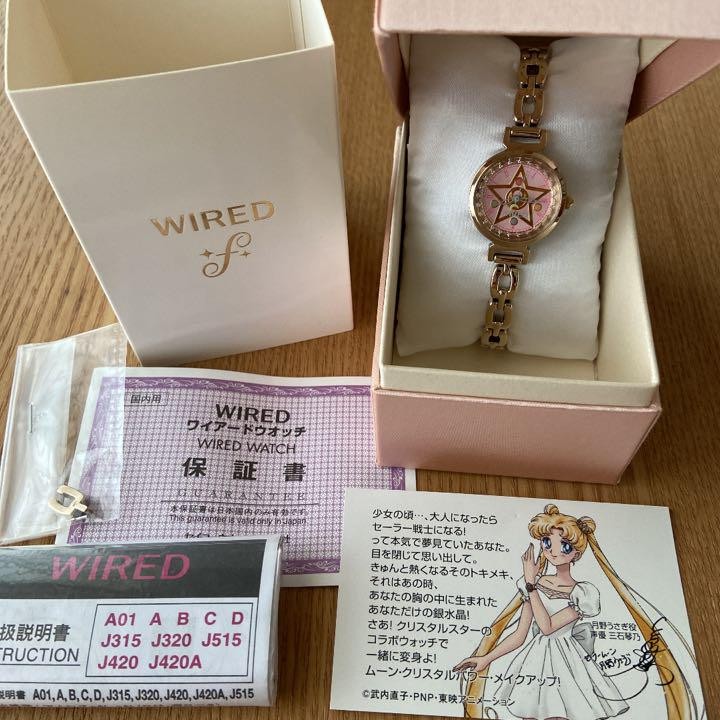 WIRED
f
国内用
WIRED
ワイアードウオッチ
WIRED WATCH
保証書
GUARANTEE
本保証書は日本国内のみ有効です。
This guarantee is valid only in Japan.
WIRED
扱説明書
TRUCTION
A01 A B C D
J315 J320 J515
J420 J420A
説明書 A01, A, B, C, D, J315, J320, J420, J420A, J515
少女の頃…、大人になったら
セーラー戦士になる!
って本気で夢見ていたあなた。
目を閉じて思い出して。
きゅんと熱くなるそのトキメキ、
それはあの時、
あなたの胸の中に生まれた
あなただけの銀水晶!
さあ! クリスタルスターの
コラボウォッチで
一緒に変身よ!
ムーン・クリスタルパワー・メイクアップ!
月野うさぎ役
声優 三石琴乃
©武内直子・PNP・東映アニメーション